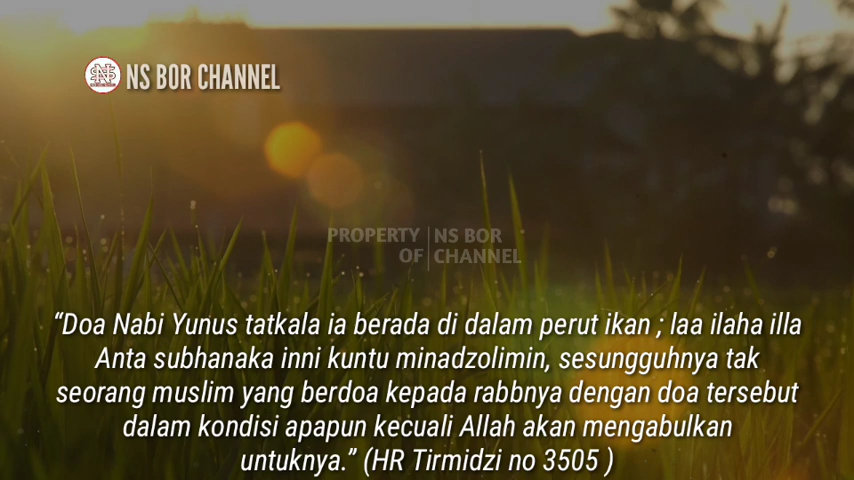 NS BOR CHANNEL
PROPERTY OF
NS BOR CHANNEL
“Doa Nabi Yunus tatkala ia berada di dalam perut ikan ; laa ilaha illa
Anta subhanaka inni kuntu minadzolimin, sesungguhnya tak
seorang muslim yang berdoa kepada rabbnya dengan doa tersebut
dalam kondisi apapun kecuali Allah akan mengabulkan
untuknya.” (HR Tirmidzi no 3505 )